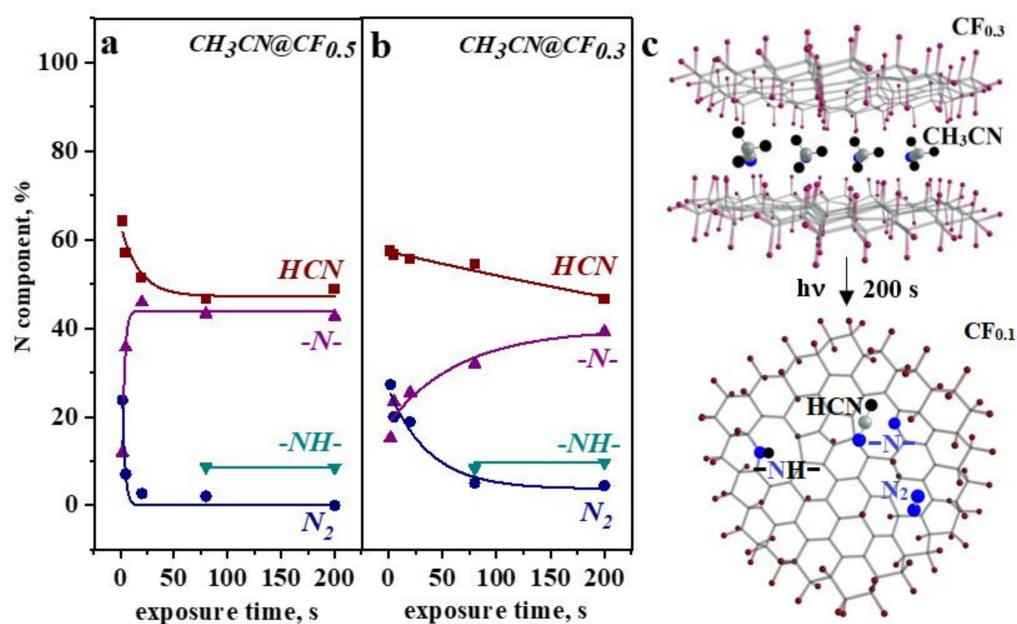 a CH₃CN@CF₀.₅
b CH₃CN@CF₀.₃
c
CF₀.₃
CH₃CN
hν 200 s
CF₀.₁
HCN
-N-
-NH-
N₂
N component, %
100
80
60
40
20
0
HCN
-N-
-NH-
N₂
0 50 100 150 200
exposure time, s
HCN
-N-
-NH-
N₂
0 50 100 150 200
exposure time, s